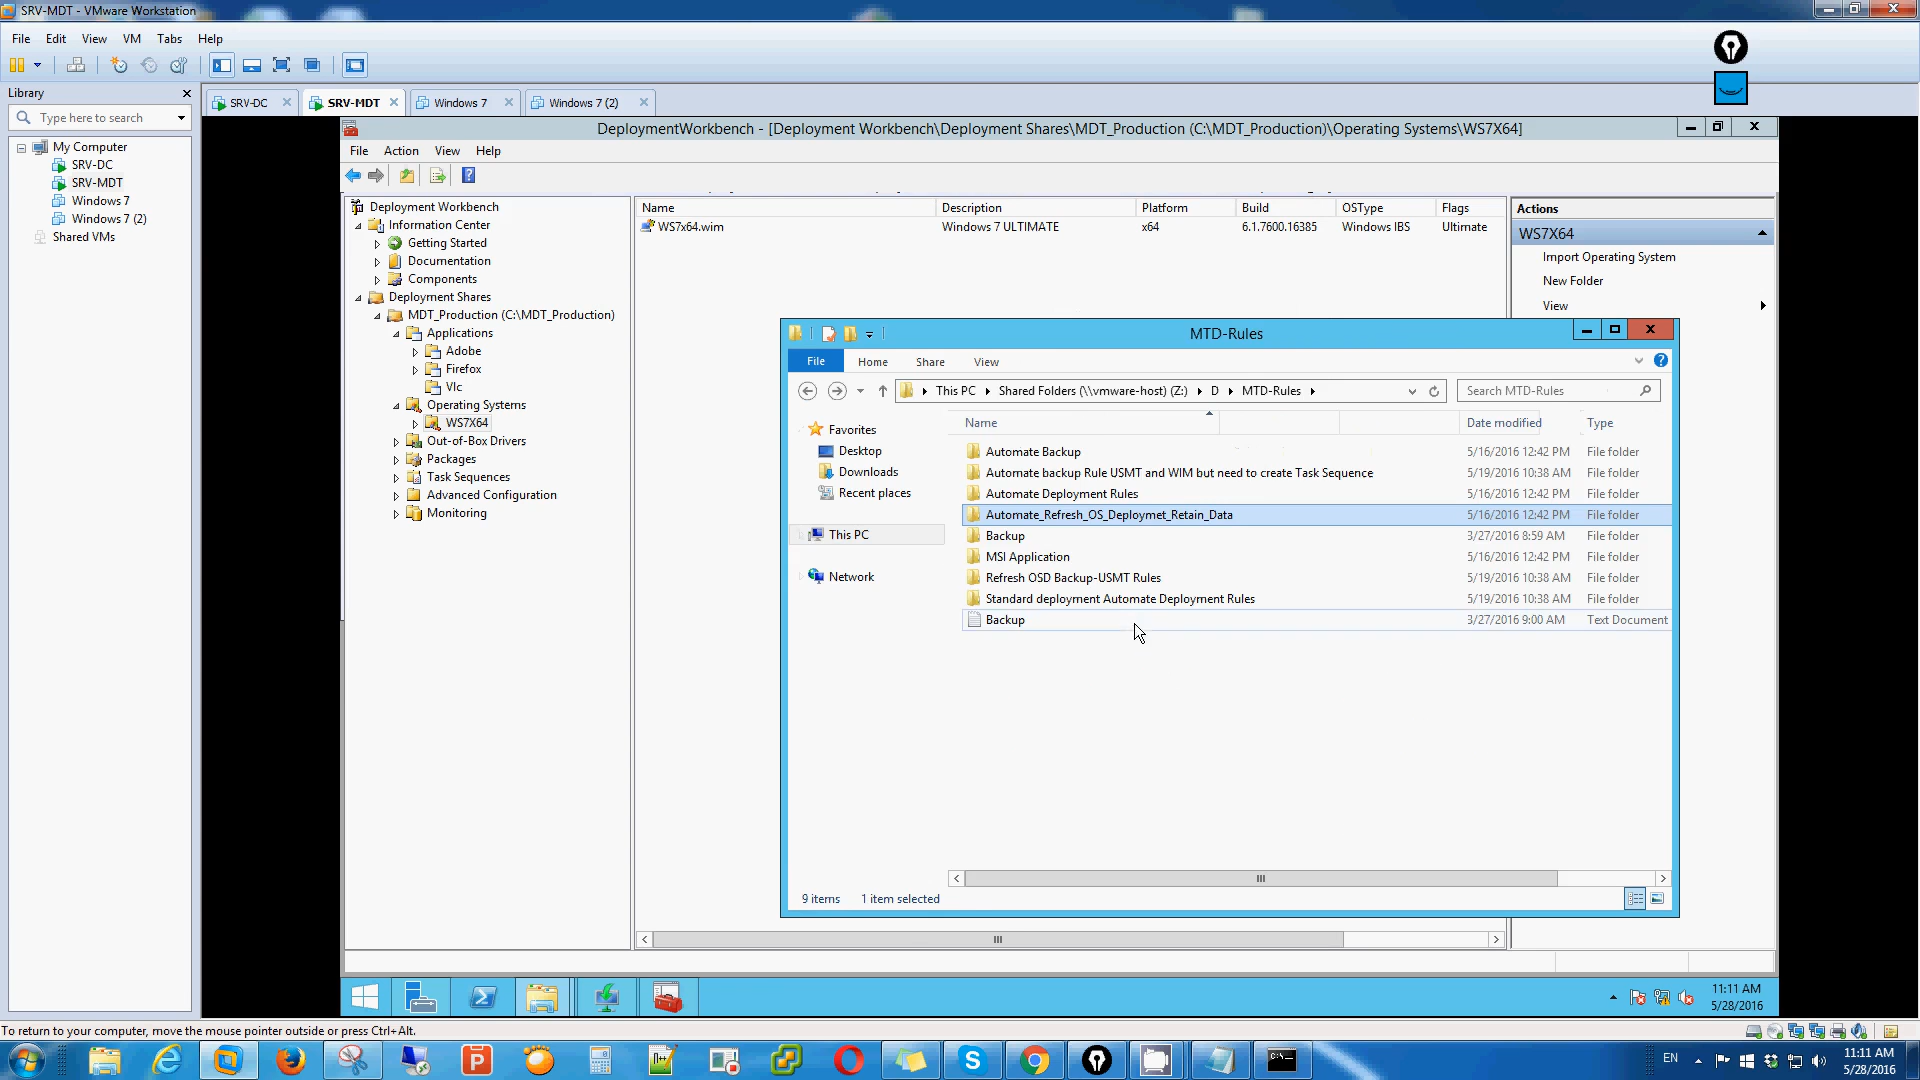 SRV-MDT - VMware Workstation
File Edit View VM Tabs Help
Library
Type here to search
My Computer
SRV-DC
SRV-MDT
Windows 7
Windows 7 (2)
Shared VMs
SRV-DC SRV-MDT Windows 7 Windows 7 (2)
DeploymentWorkbench - [Deployment Workbench\Deployment Shares\MDT_Production (C:\MDT_Production)\Operating Systems\WS7X64]
File Action View Help
Deployment Workbench
Information Center
Getting Started
Documentation
Components
Deployment Shares
MDT_Production (C:\MDT_Production)
Applications
Adobe
Firefox
Vlc
Operating Systems
WS7X64
Out-of-Box Drivers
Packages
Task Sequences
Advanced Configuration
Monitoring
Name Description Platform Build OSType Flags
WS7x64.wim Windows 7 ULTIMATE x64 6.1.7600.16385 Windows IBS Ultimate
Actions
WS7X64
Import Operating System
New Folder
View
MTD-Rules
File Home Share View
This PC Shared Folders (\\vmware-host) (Z:) D MTD-Rules
Search MTD-Rules
Favorites
Desktop
Downloads
Recent places
This PC
Network
Name Date modified Type
Automate Backup 5/16/2016 12:42 PM File folder
Automate backup Rule USMT and WIM but need to create Task Sequence 5/19/2016 10:38 AM File folder
Automate Deployment Rules 5/16/2016 12:42 PM File folder
Automate_Refresh_OS_Deploymet_Retain_Data 5/16/2016 12:42 PM File folder
Backup 3/27/2016 8:59 AM File folder
MSI Application 5/16/2016 12:42 PM File folder
Refresh OSD Backup-USMT Rules 5/19/2016 10:38 AM File folder
Standard deployment Automate Deployment Rules 5/19/2016 10:38 AM File folder
Backup 3/27/2016 9:00 AM Text Document
9 items 1 item selected
11:11 AM
5/28/2016
To return to your computer, move the mouse pointer outside or press Ctrl+Alt.
EN
11:11 AM
5/28/2016